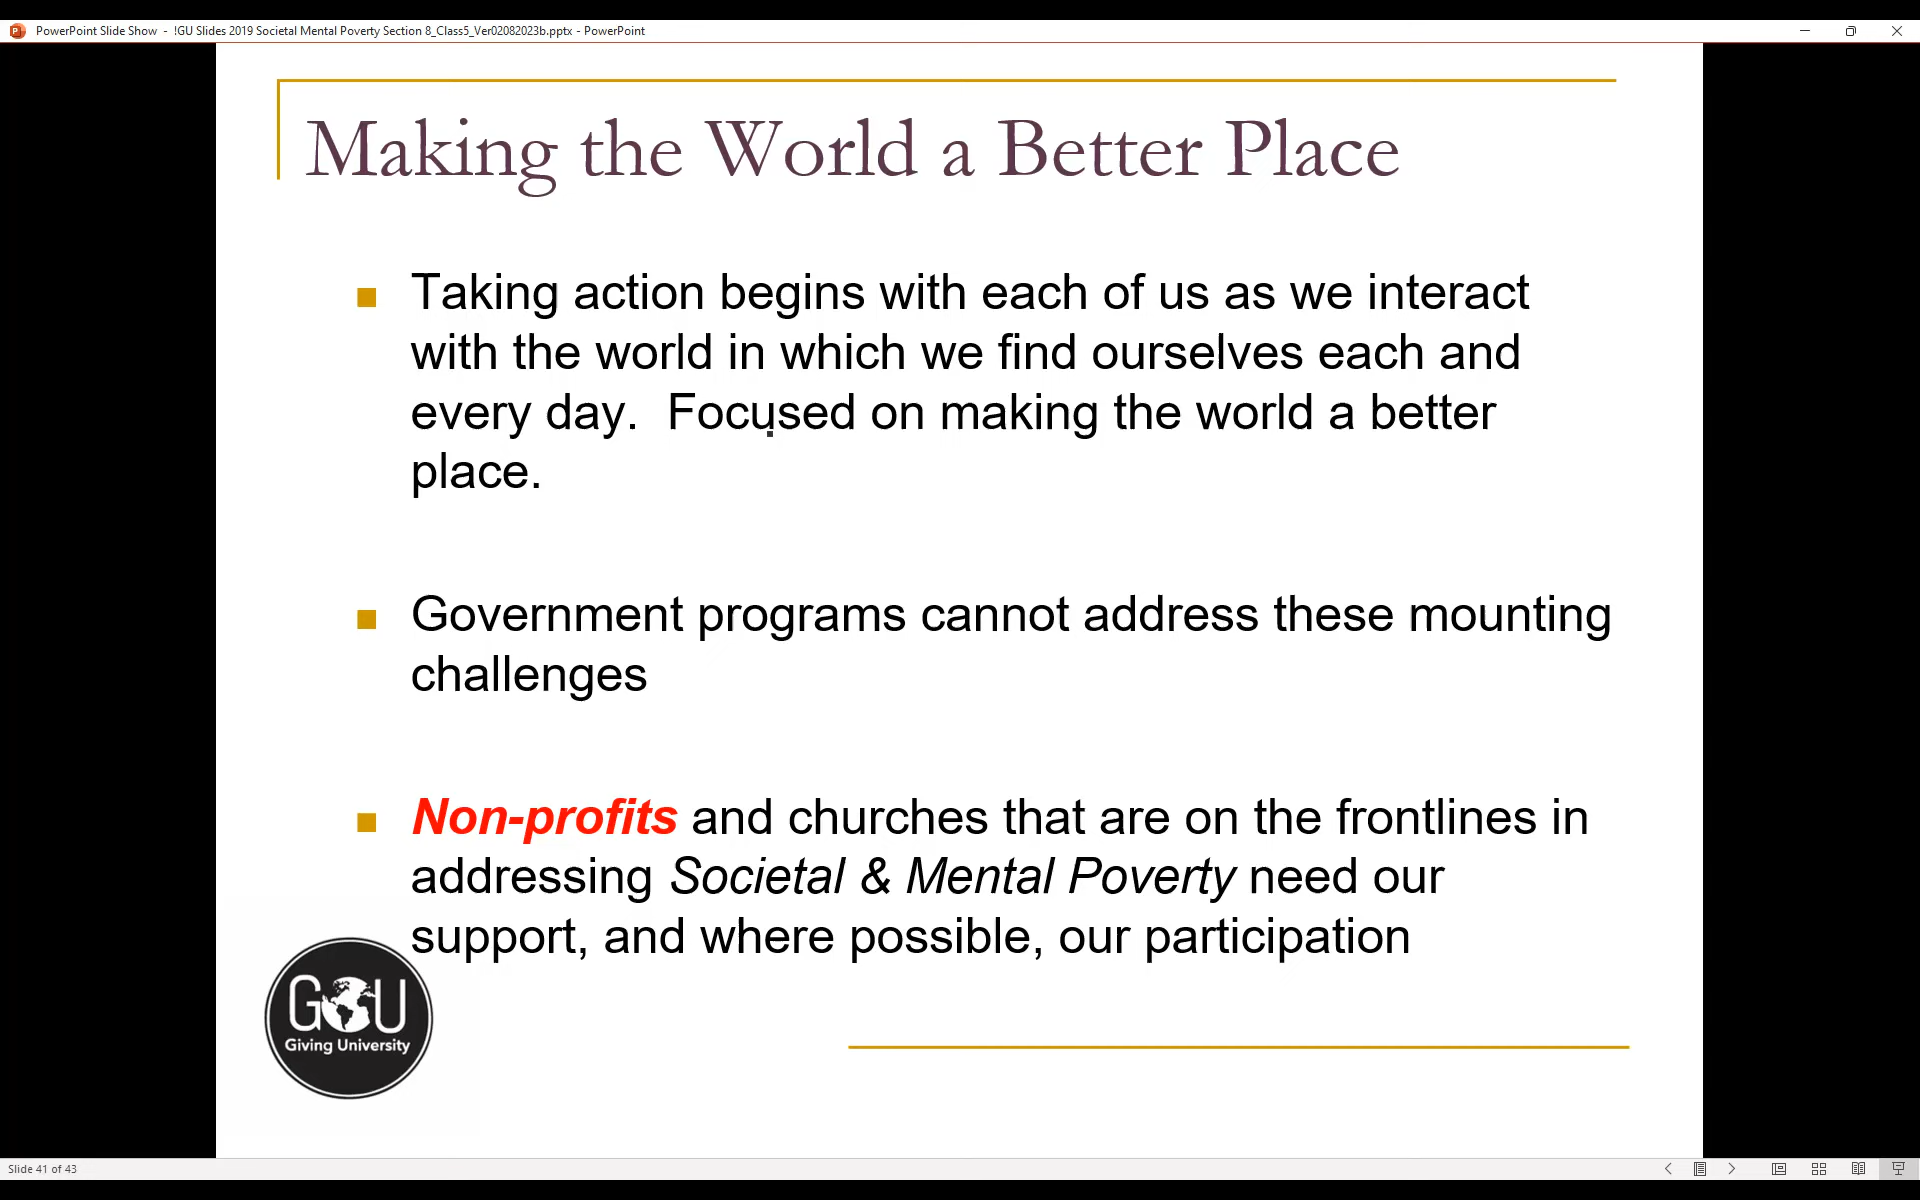 PowerPoint Slide Show - !GU Slides 2019 Societal Mental Poverty Section 8_Class5_Ver02082023b.pptx - PowerPoint
Making the World a Better Place
Taking action begins with each of us as we interact
with the world in which we find ourselves each and
every day.  Focused on making the world a better
place.
Government programs cannot address these mounting
challenges
Non-profits and churches that are on the frontlines in
addressing Societal & Mental Poverty need our
support, and where possible, our participation
GU
Giving University
Slide 41 of 43